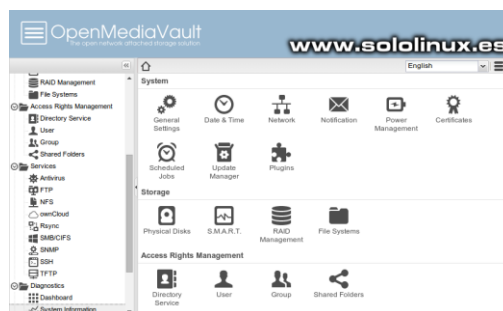 OpenMediaVault
The open network attached storage solution
www.sololinux.es
English
RAID Management
File Systems
Access Rights Management
Directory Service
User
Group
Shared Folders
Services
Antivirus
FTP
NFS
ownCloud
Rsync
SMB/CIFS
SNMP
SSH
TFTP
Diagnostics
Dashboard
System Information
System
General Settings
Date & Time
Network
Notification
Power Management
Certificates
Scheduled Jobs
Update Manager
Plugins
Storage
Physical Disks
S.M.A.R.T.
RAID Management
File Systems
Access Rights Management
Directory Service
User
Group
Shared Folders